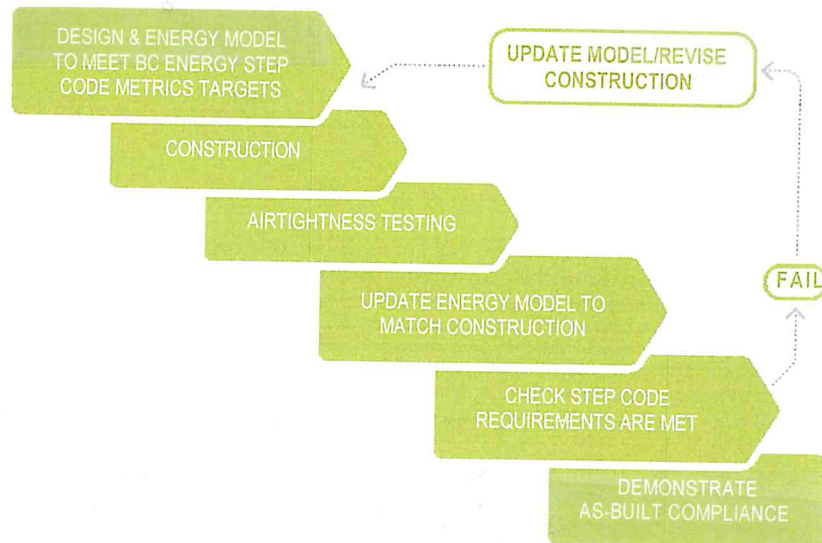 DESIGN & ENERGY MODEL
TO MEET BC ENERGY STEP
CODE METRICS TARGETS
UPDATE MODEL/REVISE
CONSTRUCTION
CONSTRUCTION
AIRTIGHTNESS TESTING
UPDATE ENERGY MODEL TO
MATCH CONSTRUCTION
FAIL
CHECK STEP CODE
REQUIREMENTS ARE MET
DEMONSTRATE
AS-BUILT COMPLIANCE